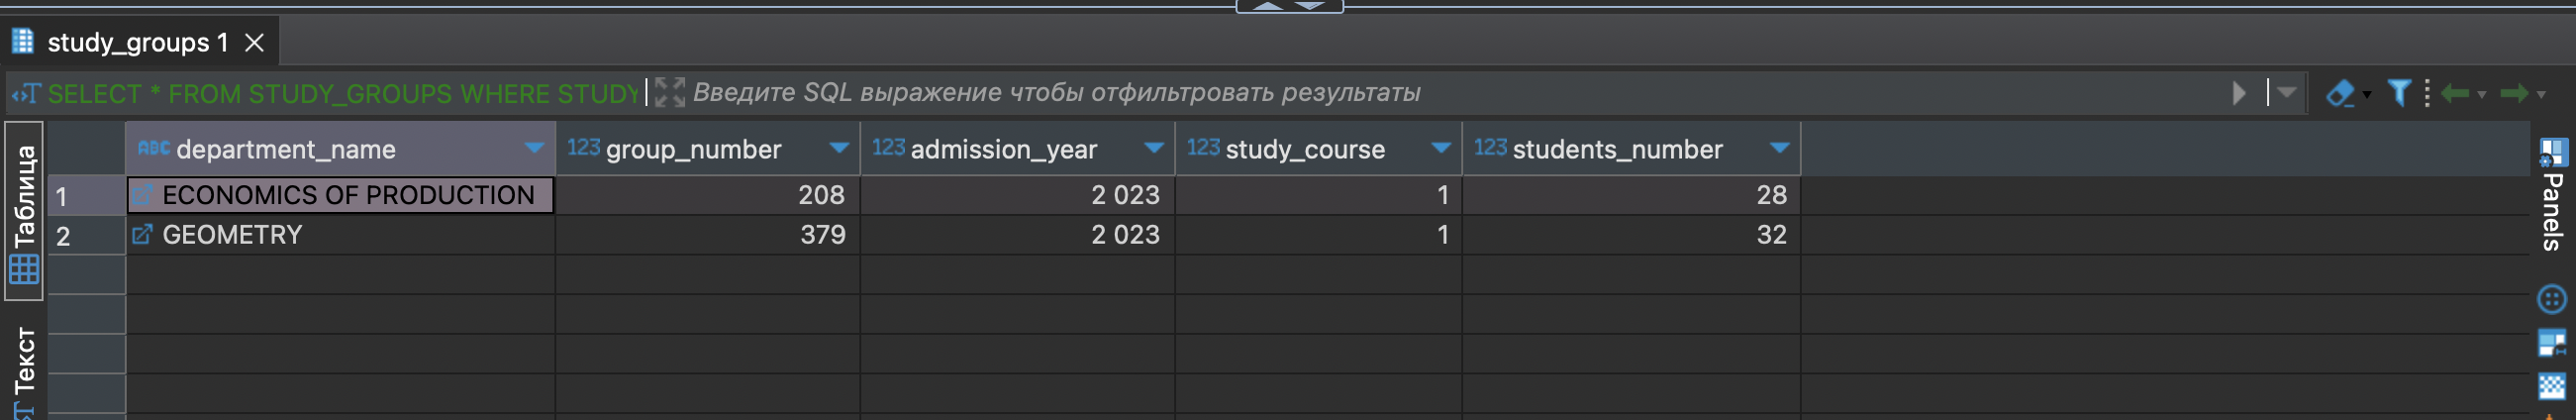 study_groups 1
SELECT * FROM STUDY_GROUPS WHERE STUDY Введите SQL выражение чтобы отфильтровать результаты
ABC department_name 123 group_number 123 admission_year 123 study_course 123 students_number
1 ECONOMICS OF PRODUCTION 208 2 023 1 28
2 GEOMETRY 379 2 023 1 32
Таблица
Текст
Panels